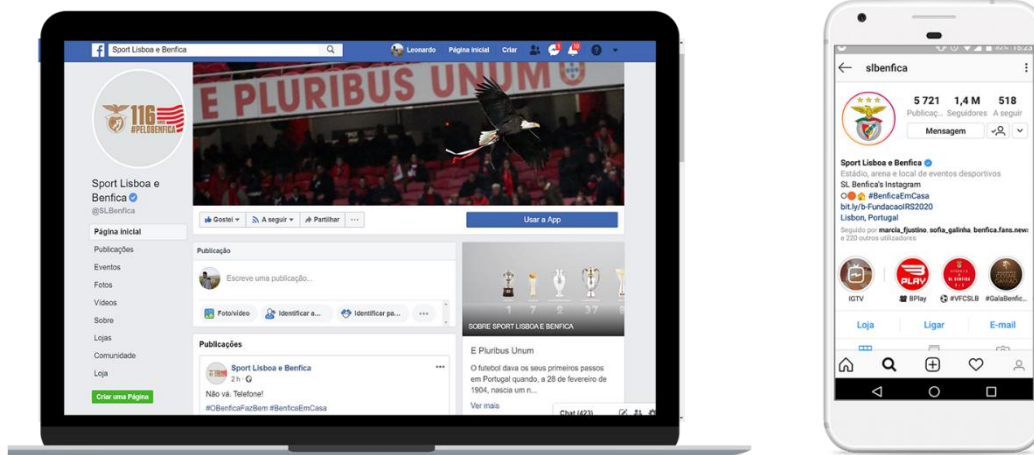 Sport Lisboa e Benfica
Leonardo Página inicial Criar
E PLURIBUS UNUM
116
#PELOBENFICA
Sport Lisboa e
Benfica
@SLBenfica
Página inicial
Publicações
Eventos
Fotos
Vídeos
Sobre
Lojas
Comunidade
Loja
Criar uma Página
Gostei A seguir Partilhar ...
Usar a App
Publicação
Escreve uma publicação...
Foto/vídeo Identificar a... Identificar pa... ...
Publicações
Sport Lisboa e Benfica
2 h
Não vá. Telefone!
#OBenficaFazBem #BenficaEmCasa
1 7 2 37
SOBRE SPORT LISBOA E BENFICA
E Pluribus Unum
O futebol dava os seus primeiros passos
em Portugal quando, a 28 de fevereiro de
1904, nascia um n...
Ver mais
Chat (423)
15:23
slbenfica
5 721 1,4 M 518
Publicaç... Seguidores A seguir
Mensagem
Sport Lisboa e Benfica
Estádio, arena e local de eventos desportivos
SL Benfica's Instagram
#BenficaEmCasa
bit.ly/b-FundacaoIRS2020
Lisbon, Portugal
Seguido por marcia_fjustino, sofia_galinha, benfica.fans.news
e 220 outros utilizadores
PLAY
IGTV BPlay #VFCSLB #GalaBenfic...
Loja Ligar E-mail